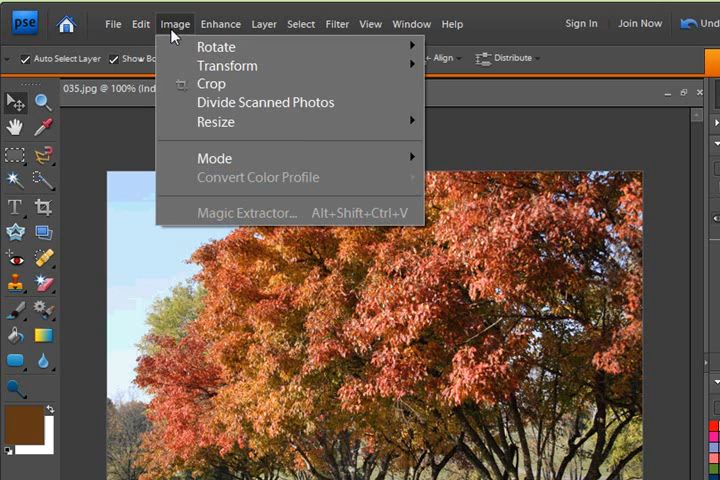 pse File Edit Image Enhance Layer Select Filter View Window Help Sign In Join Now
Auto Select Layer Show Bo Align Distribute
035.jpg @ 100% (Ind
Rotate
Transform
Crop
Divide Scanned Photos
Resize
Mode
Convert Color Profile
Magic Extractor... Alt+Shift+Ctrl+V
T